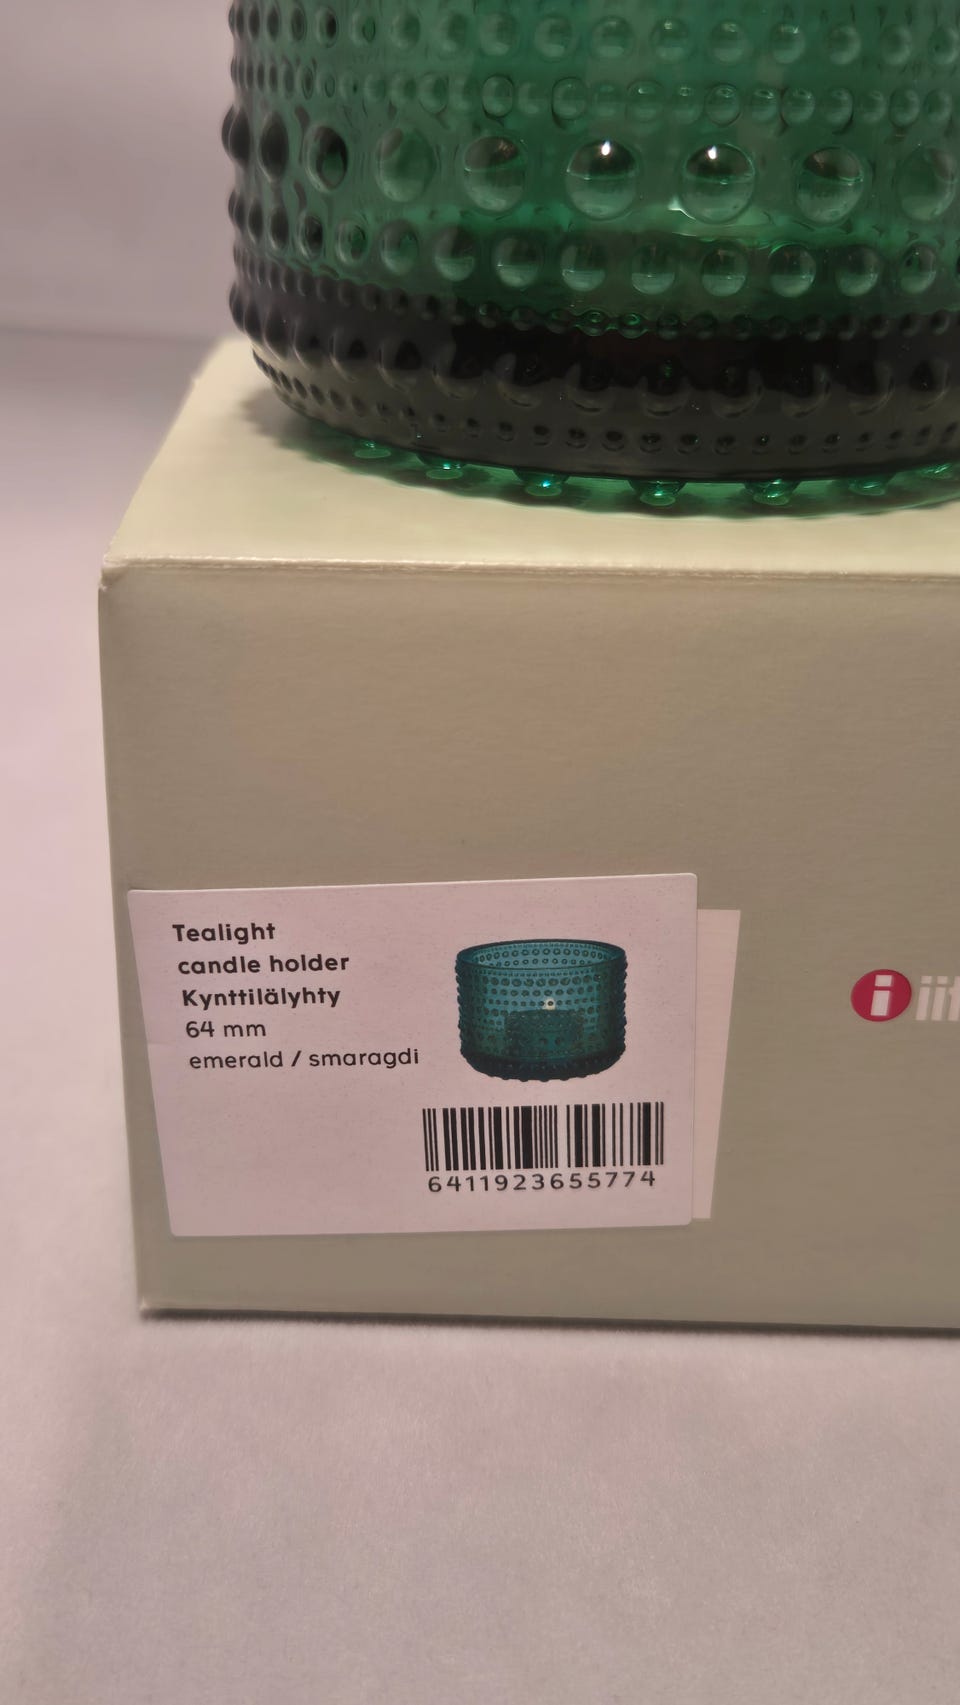 Tealight
candle holder
Kynttilälyhty
64 mm
emerald / smaragdi
6411923655774
i